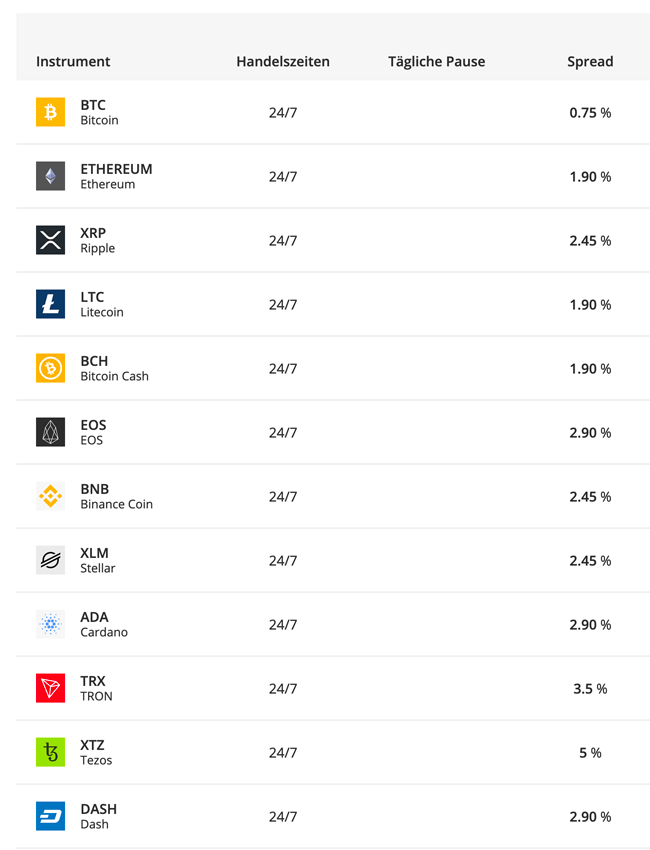 Instrument Handelszeiten Tägliche Pause Spread
BTC
Bitcoin
24/7 0.75 %
ETHEREUM
Ethereum
24/7 1.90 %
XRP
Ripple
24/7 2.45 %
LTC
Litecoin
24/7 1.90 %
BCH
Bitcoin Cash
24/7 1.90 %
EOS
EOS
24/7 2.90 %
BNB
Binance Coin
24/7 2.45 %
XLM
Stellar
24/7 2.45 %
ADA
Cardano
24/7 2.90 %
TRX
TRON
24/7 3.5 %
XTZ
Tezos
24/7 5 %
DASH
Dash
24/7 2.90 %